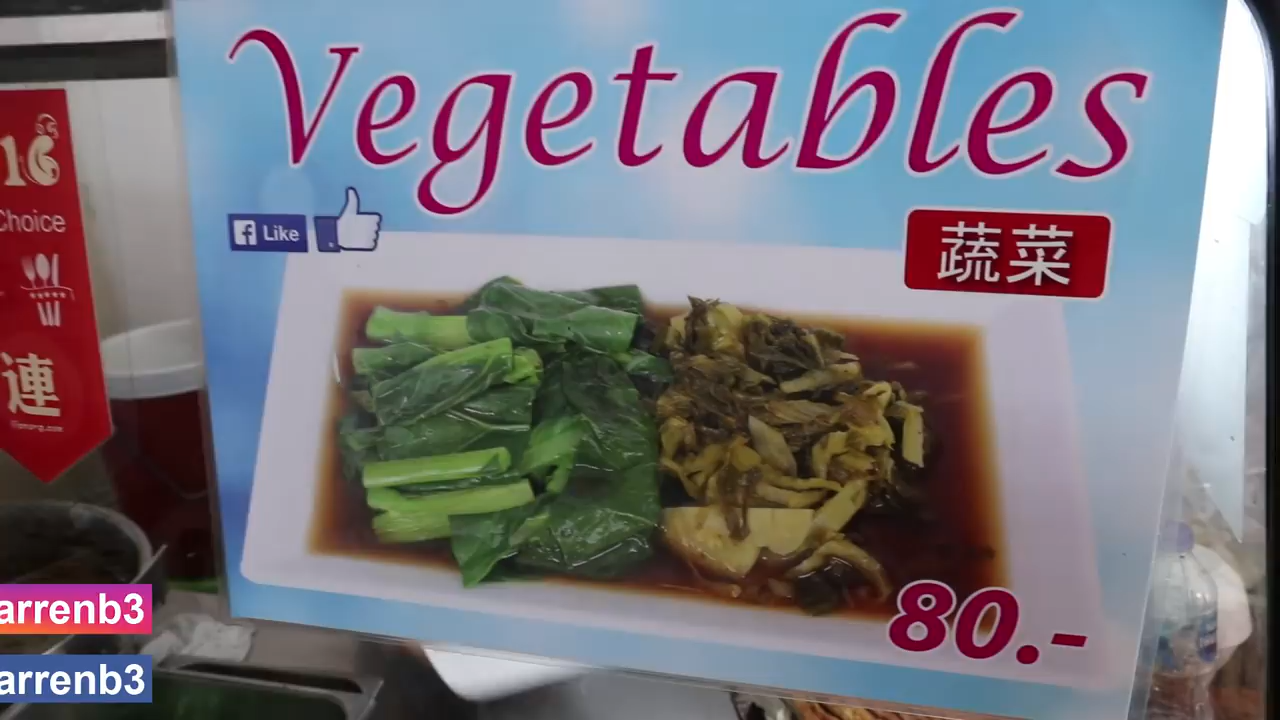 Vegetables
Like
蔬菜
80.-
Choice
連
arrenb3
arrenb3